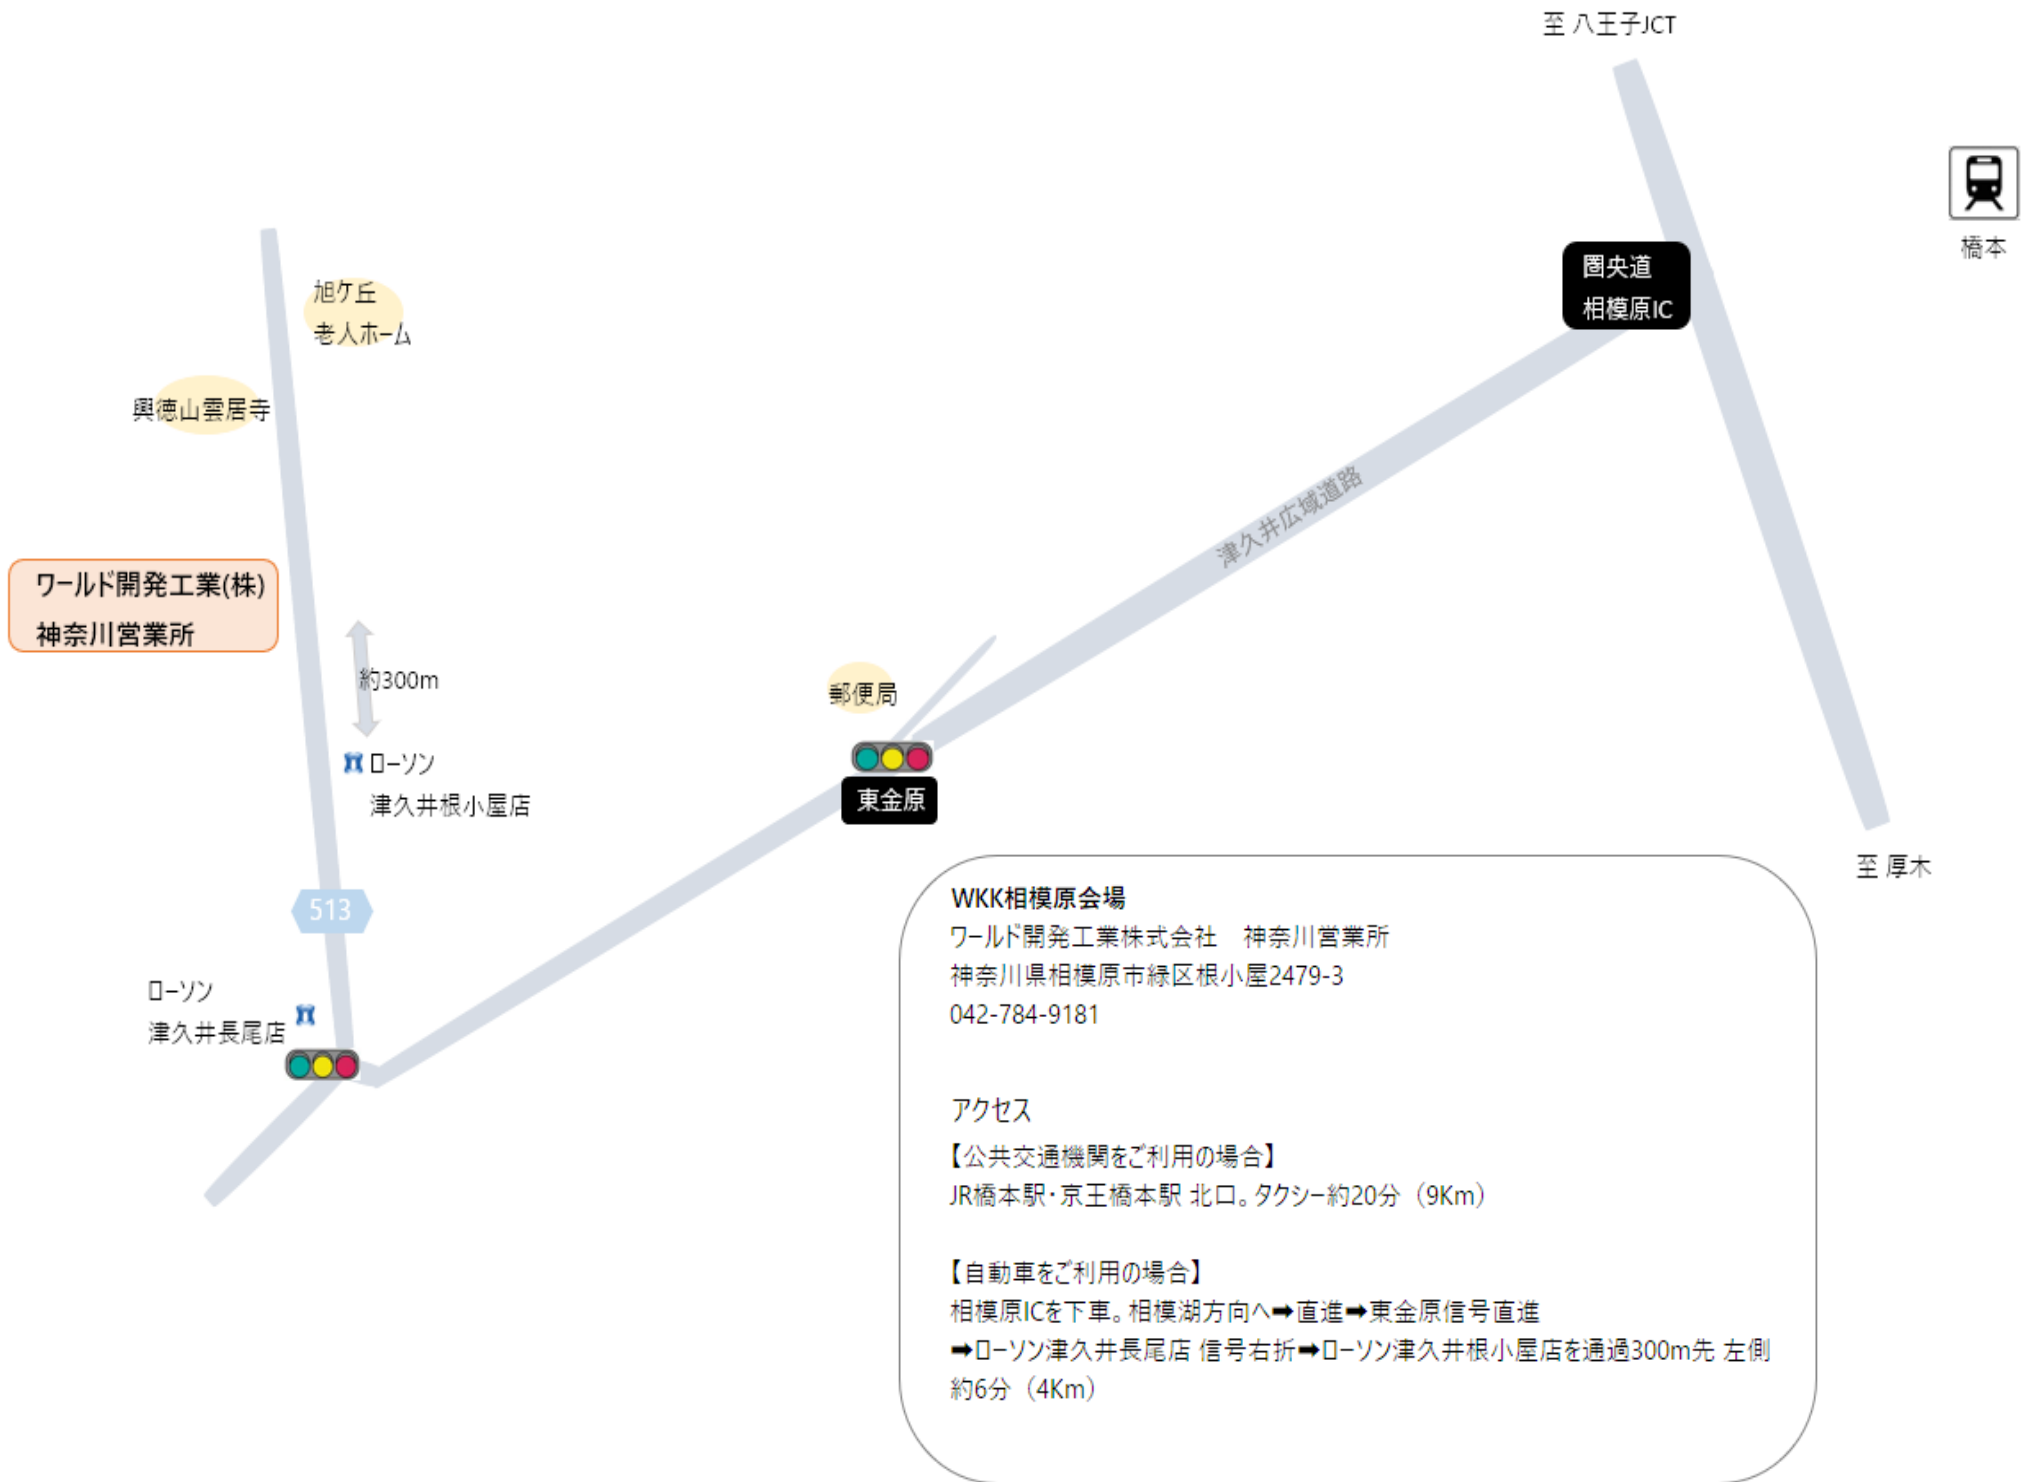 至 八王子JCT
橋本
圏央道
相模原IC
旭ケ丘
老人ホーム
興徳山雲居寺
津久井広域道路
ワールド開発工業(株)
神奈川営業所
約300m
郵便局
ローソン
津久井根小屋店
東金原
至 厚木
513
ローソン
津久井長尾店
WKK相模原会場
ワールド開発工業株式会社　神奈川営業所
神奈川県相模原市緑区根小屋2479-3
042-784-9181
アクセス
【公共交通機関をご利用の場合】
JR橋本駅・京王橋本駅 北口。タクシー約20分（9Km）
【自動車をご利用の場合】
相模原ICを下車。相模湖方向へ➡直進➡東金原信号直進
➡ローソン津久井長尾店 信号右折➡ローソン津久井根小屋店を通過300m先 左側
約6分（4Km）